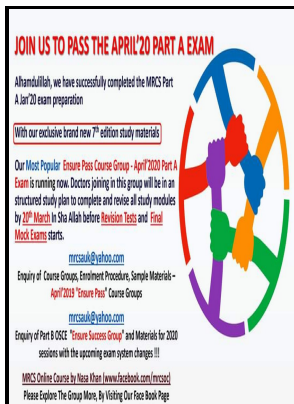 JOIN US TO PASS THE APRIL'20 PART A EXAM
Alhamdulillah, we have successfully completed the MRCS Part
A Jan'20 exam preparation
With our exclusive brand new 7th edition study materials
Our Most Popular Ensure Pass Course Group - April'2020 Part A
Exam is running now. Doctors joining in this group will be in an
structured study plan to complete and revise all study modules
by 20th March In Sha Allah before Revision Tests and Final
Mock Exams starts.
mrcsauk@yahoo.com
Enquiry of Course Groups, Enrolment Procedure, Sample Materials –
April'2019 "Ensure Pass" Course Groups
mrcsauk@yahoo.com
Enquiry of Part B OSCE "Ensure Success Group" and Materials for 2020
sessions with the upcoming exam system changes !!!
MRCS Online Course by Nasa Khan (www.facebook.com/mrcsoc)
Please Explore The Group More, By Visiting Our Face Book Page